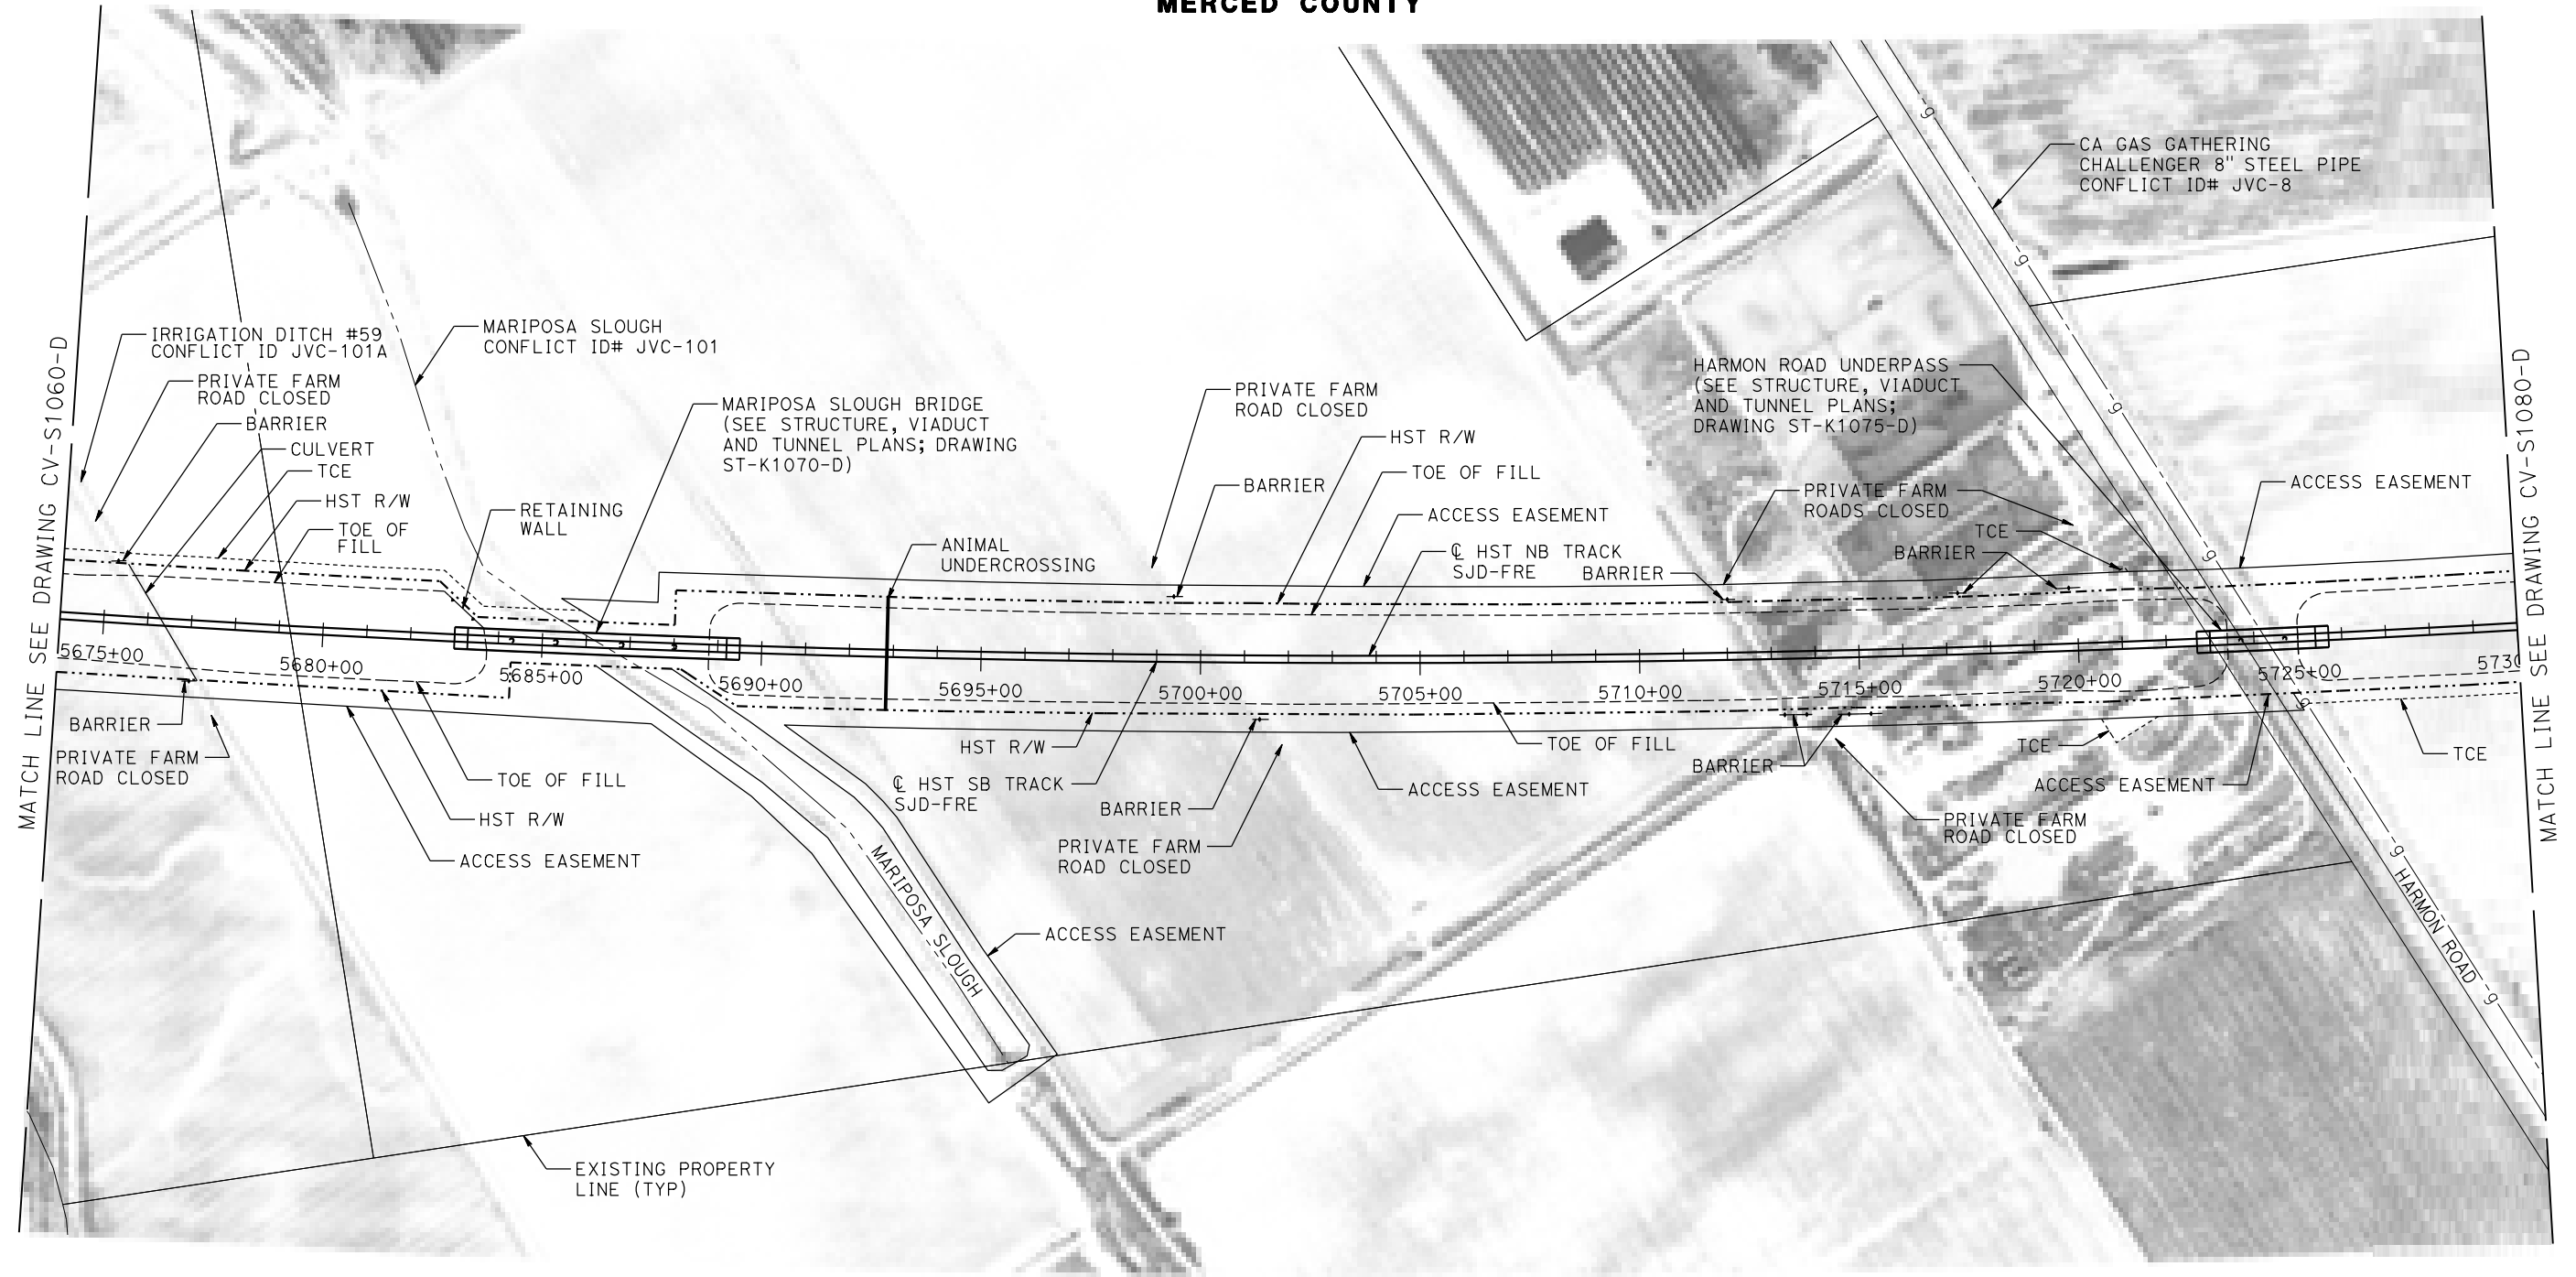 MERCED COUNTY
CA GAS GATHERING
CHALLENGER 8" STEEL PIPE
CONFLICT ID# JVC-8
IRRIGATION DITCH #59
CONFLICT ID JVC-101A
MARIPOSA SLOUGH
CONFLICT ID# JVC-101
PRIVATE FARM
ROAD CLOSED
BARRIER
CULVERT
TCE
HST R/W
TOE OF
FILL
RETAINING
WALL
MARIPOSA SLOUGH BRIDGE
(SEE STRUCTURE, VIADUCT
AND TUNNEL PLANS; DRAWING
ST-K1070-D)
ANIMAL
UNDERCROSSING
PRIVATE FARM
ROAD CLOSED
HST R/W
BARRIER
TOE OF FILL
ACCESS EASEMENT
℄ HST NB TRACK
SJD-FRE
BARRIER
HARMON ROAD UNDERPASS
(SEE STRUCTURE, VIADUCT
AND TUNNEL PLANS;
DRAWING ST-K1075-D)
PRIVATE FARM
ROADS CLOSED
TCE
BARRIER
ACCESS EASEMENT
MATCH LINE SEE DRAWING CV-S1060-D
MATCH LINE SEE DRAWING CV-S1080-D
g
g
g
g
5675+00
5680+00
5685+00
5690+00
5695+00
5700+00
5705+00
5710+00
5715+00
5720+00
5725+00
5730
g
BARRIER
PRIVATE FARM
ROAD CLOSED
TOE OF FILL
HST R/W
ACCESS EASEMENT
HST R/W
℄ HST SB TRACK
SJD-FRE
BARRIER
PRIVATE FARM
ROAD CLOSED
TOE OF FILL
ACCESS EASEMENT
BARRIER
TCE
ACCESS EASEMENT
PRIVATE FARM
ROAD CLOSED
TCE
MARIPOSA SLOUGH
ACCESS EASEMENT
g
HARMON ROAD
g
EXISTING PROPERTY
LINE (TYP)